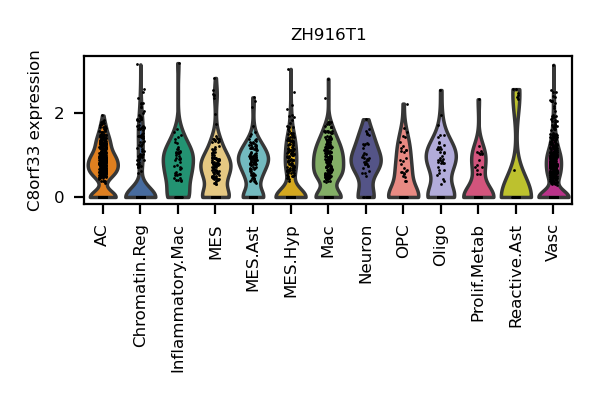 ZH916T1
C8orf33 expression
2
0
AC
Chromatin.Reg
Inflammatory.Mac
MES
MES.Ast
MES.Hyp
Mac
Neuron
OPC
Oligo
Prolif.Metab
Reactive.Ast
Vasc